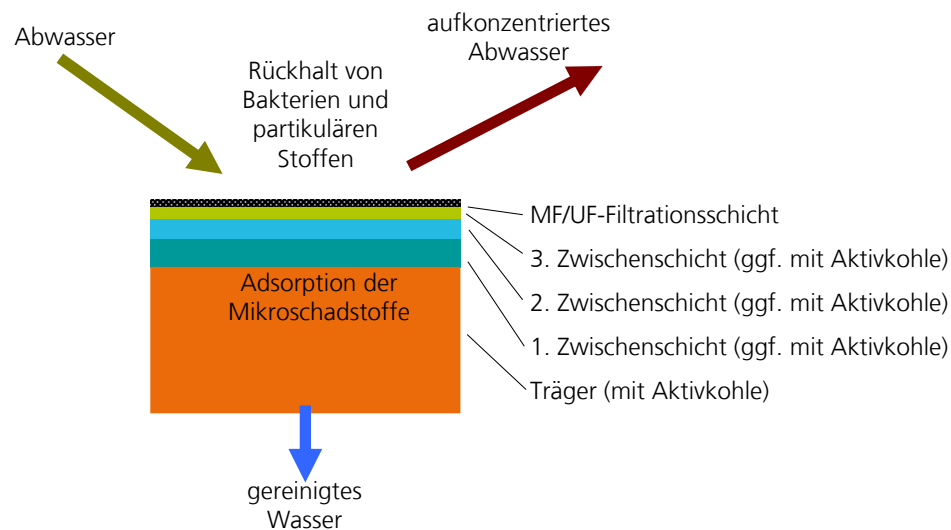 Abwasser
aufkonzentriertes
Abwasser
Rückhalt von
Bakterien und
partikulären
Stoffen
MF/UF-Filtrationsschicht
3. Zwischenschicht (ggf. mit Aktivkohle)
Adsorption der
Mikroschadstoffe
2. Zwischenschicht (ggf. mit Aktivkohle)
1. Zwischenschicht (ggf. mit Aktivkohle)
Träger (mit Aktivkohle)
gereinigtes
Wasser